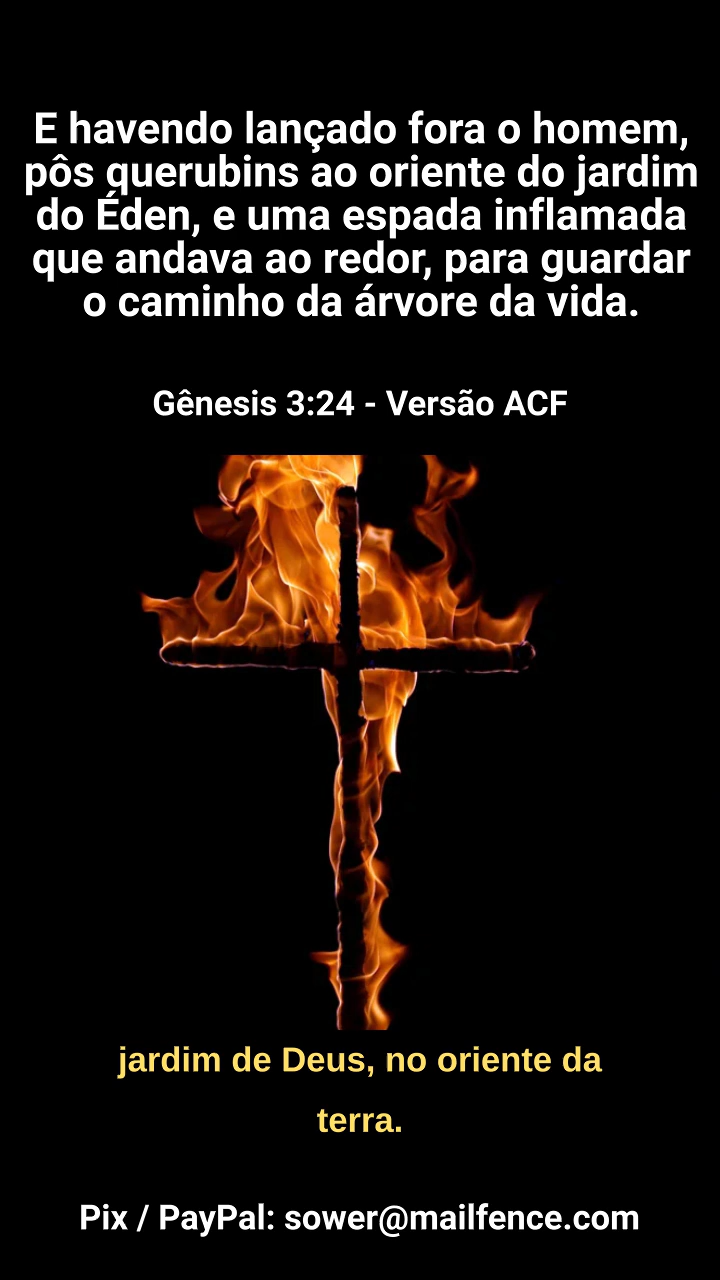 E havendo lançado fora o homem,
pôs querubins ao oriente do jardim
do Éden, e uma espada inflamada
que andava ao redor, para guardar
o caminho da árvore da vida.
Gênesis 3:24 - Versão ACF
jardim de Deus, no oriente da
terra.
Pix / PayPal: sower@mailfence.com